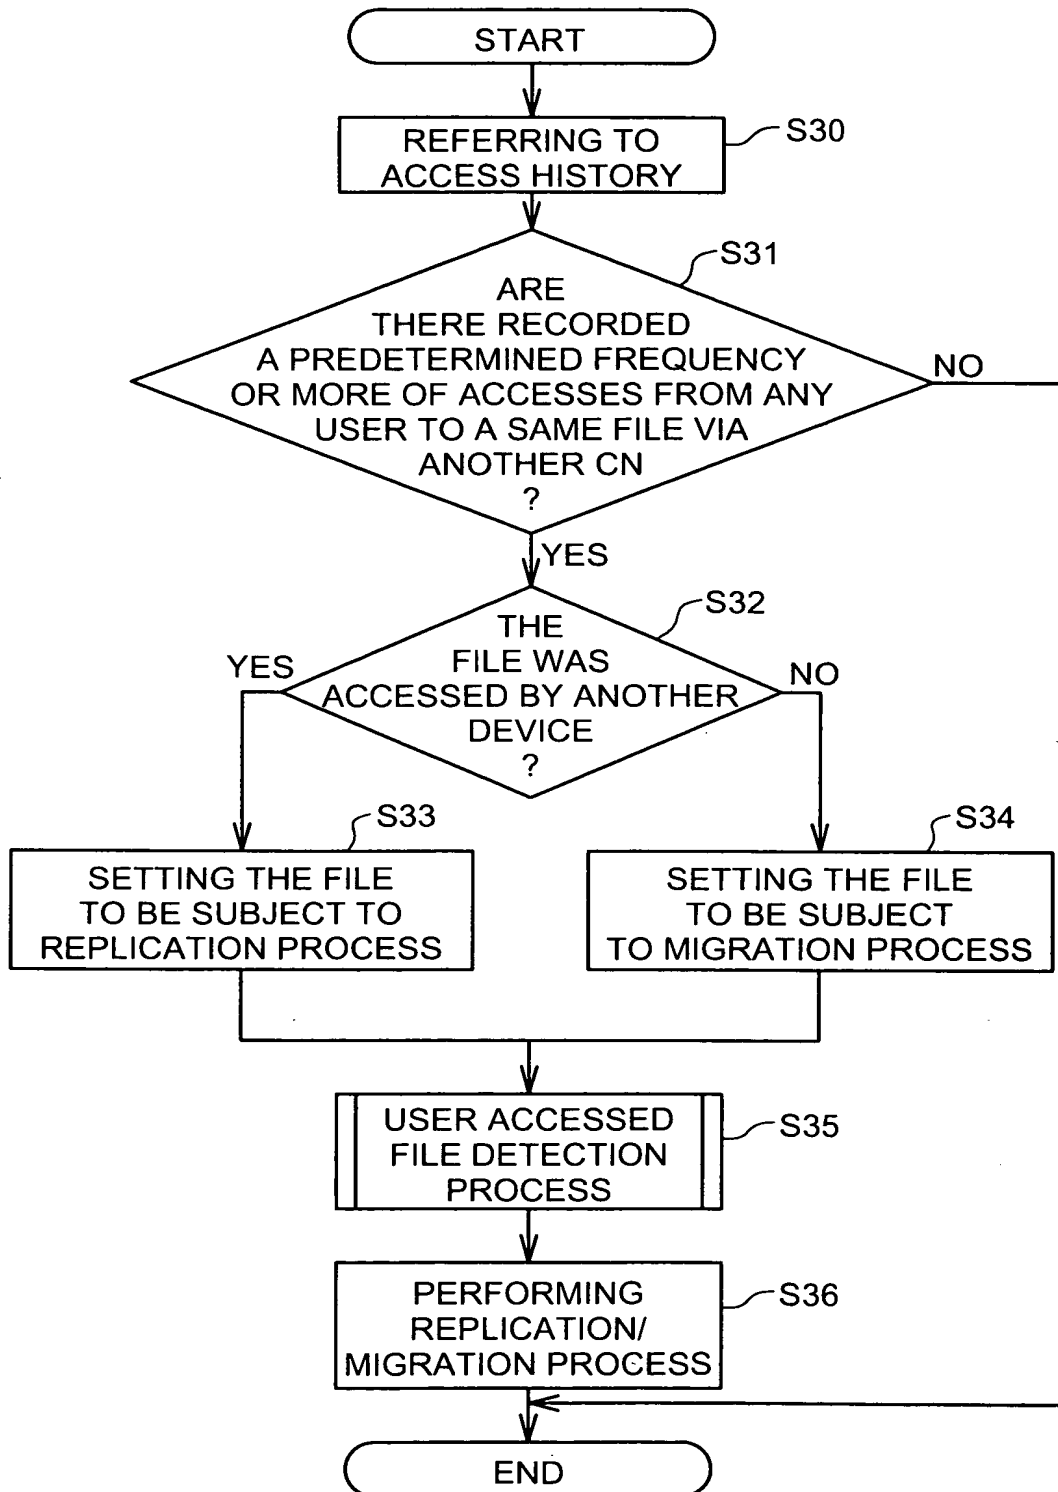 START
REFERRING TO
ACCESS HISTORY
S30
S31
ARE
THERE RECORDED
A PREDETERMINED FREQUENCY
OR MORE OF ACCESSES FROM ANY
USER TO A SAME FILE VIA
ANOTHER CN
?
NO
YES
S32
THE
FILE WAS
ACCESSED BY ANOTHER
DEVICE
?
YES
NO
S33
SETTING THE FILE
TO BE SUBJECT TO
REPLICATION PROCESS
S34
SETTING THE FILE
TO BE SUBJECT
TO MIGRATION PROCESS
USER ACCESSED
FILE DETECTION
PROCESS
S35
PERFORMING
REPLICATION/
MIGRATION PROCESS
S36
END